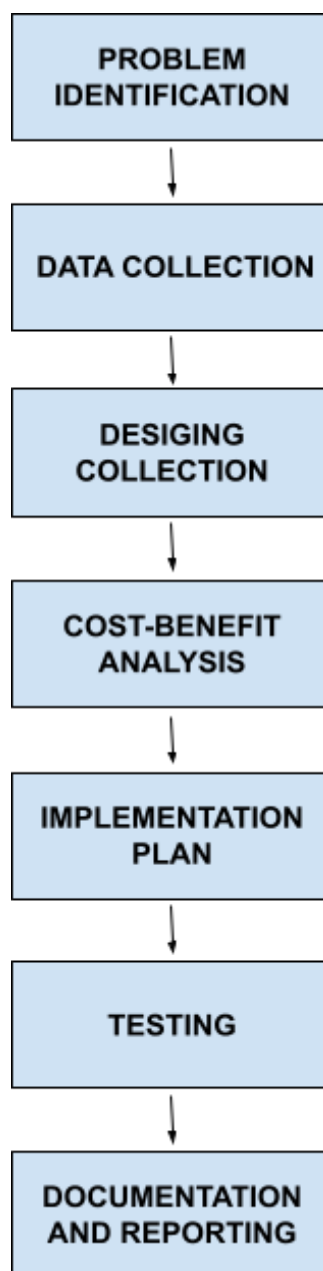 PROBLEM
IDENTIFICATION
DATA COLLECTION
DESIGING
COLLECTION
COST-BENEFIT
ANALYSIS
IMPLEMENTATION
PLAN
TESTING
DOCUMENTATION
AND REPORTING